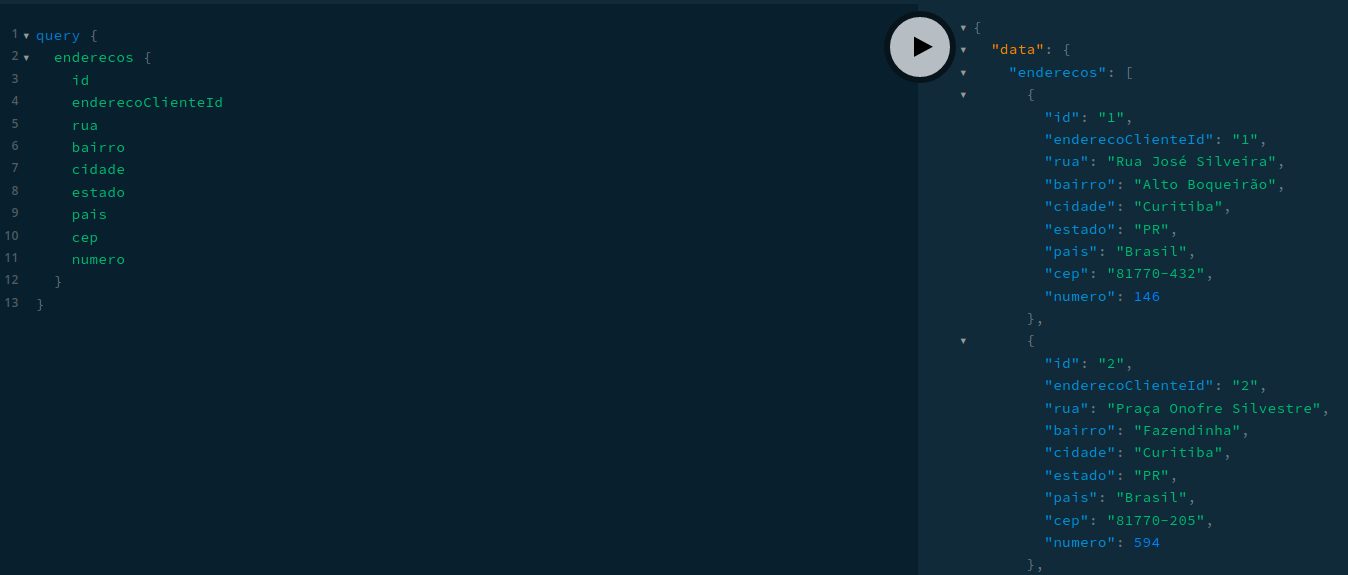 1 query {
2 enderecos {
3 id
4 enderecoClienteId
5 rua
6 bairro
7 cidade
8 estado
9 pais
10 cep
11 numero
12 }
13 }
{
"data": {
"enderecos": [
{
"id": "1",
"enderecoClienteId": "1",
"rua": "Rua José Silveira",
"bairro": "Alto Boqueirão",
"cidade": "Curitiba",
"estado": "PR",
"pais": "Brasil",
"cep": "81770-432",
"numero": 146
},
{
"id": "2",
"enderecoClienteId": "2",
"rua": "Praça Onofre Silvestre",
"bairro": "Fazendinha",
"cidade": "Curitiba",
"estado": "PR",
"pais": "Brasil",
"cep": "81770-205",
"numero": 594
},